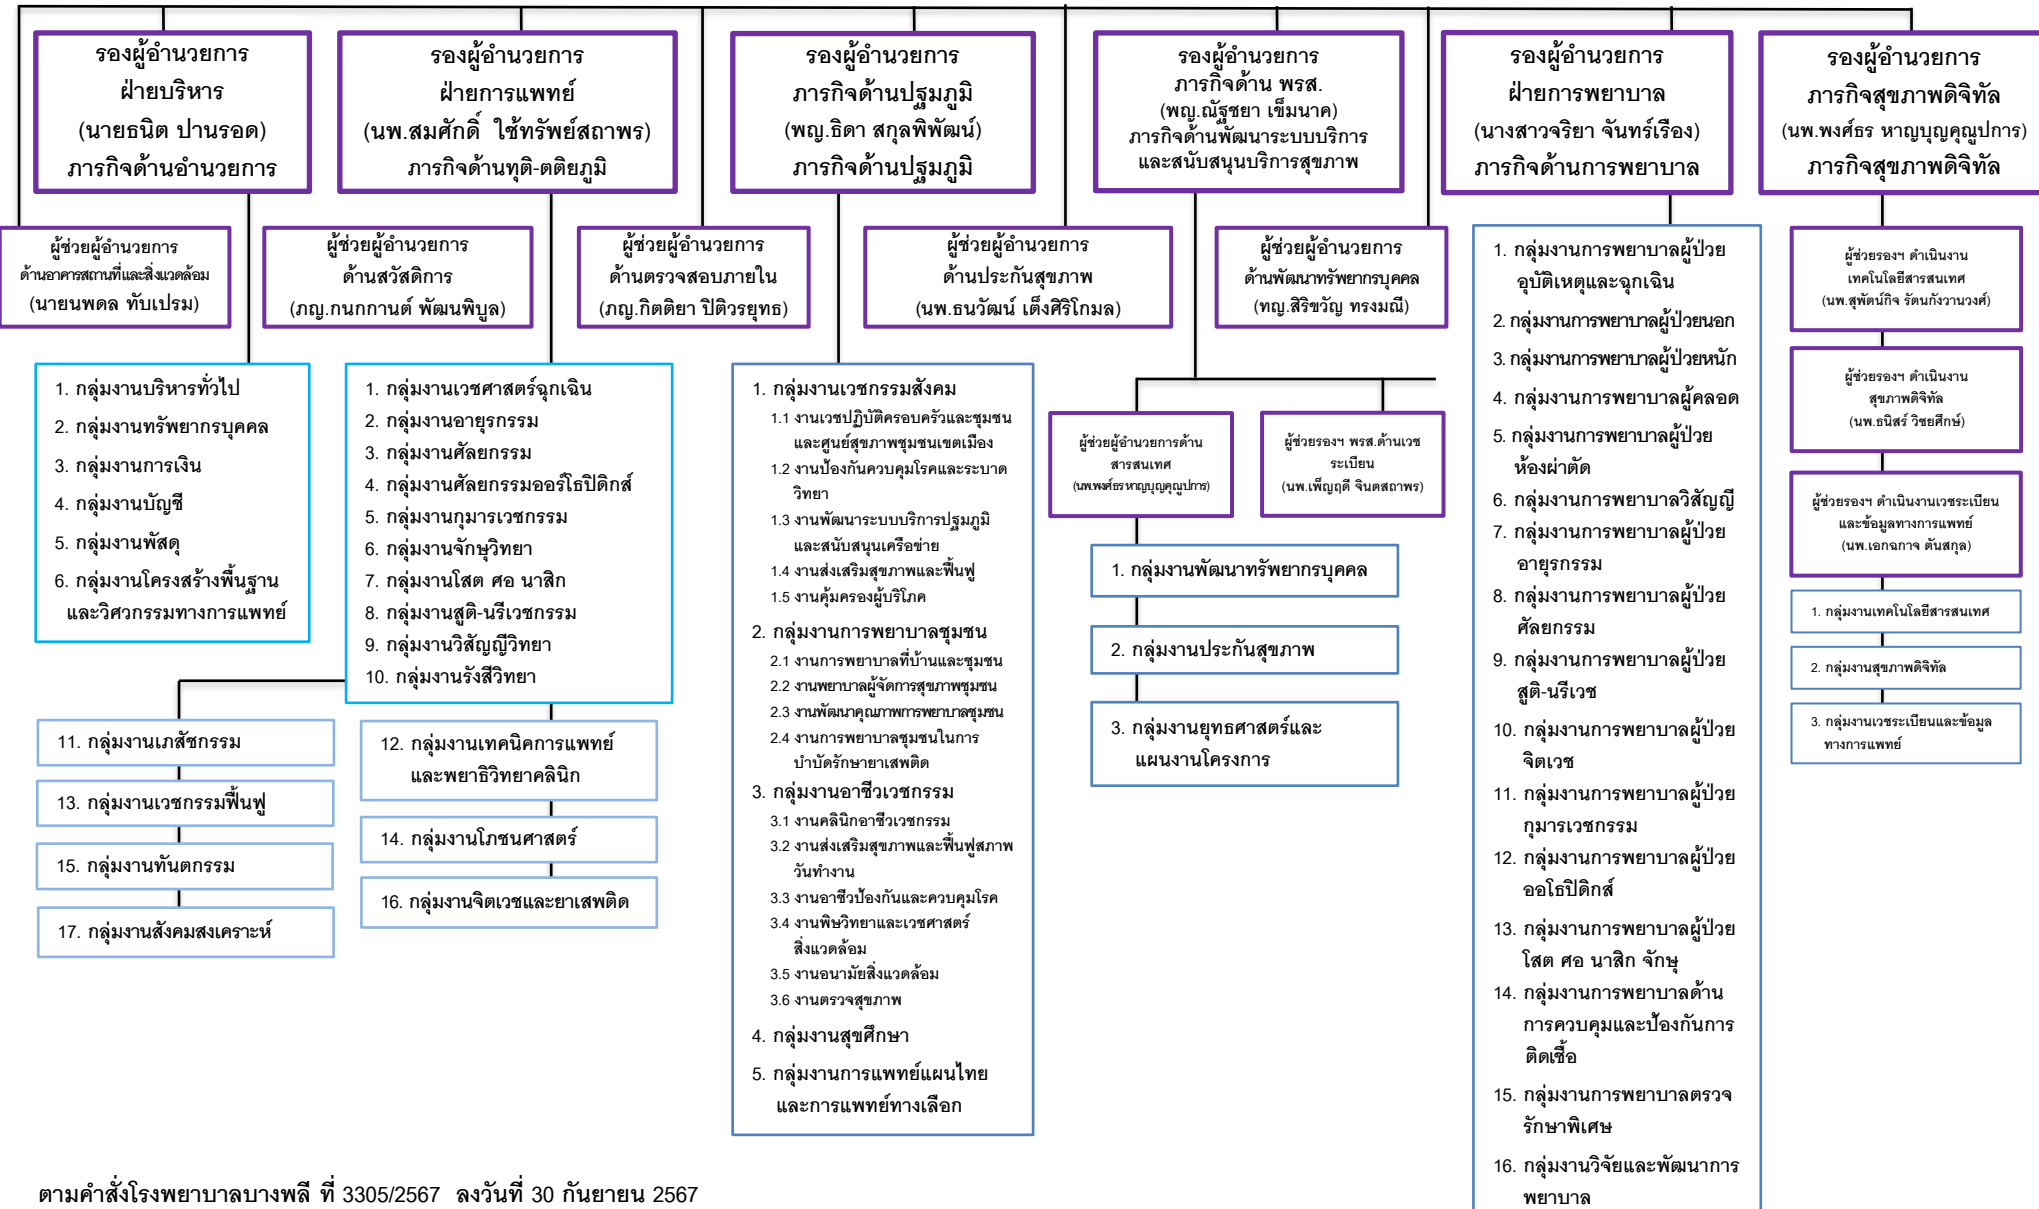 รองผู้อำนวยการ
ฝ่ายบริหาร
(นายธนิต ปานรอด)
ภารกิจด้านอำนวยการ
รองผู้อำนวยการ
ฝ่ายการแพทย์
(นพ.สมศักดิ์ ใช้ทรัพย์สถาพร)
ภารกิจด้านทุติ-ตติยภูมิ
รองผู้อำนวยการ
ภารกิจด้านปฐมภูมิ
(พญ.ธิดา สกุลพิพัฒน์)
ภารกิจด้านปฐมภูมิ
รองผู้อำนวยการ
ภารกิจด้าน พรส.
(พญ.ณัฐชยา เข็มนาค)
ภารกิจด้านพัฒนาระบบบริการ
และสนับสนุนบริการสุขภาพ
รองผู้อำนวยการ
ฝ่ายการพยาบาล
(นางสาวจริยา จันทร์เรือง)
ภารกิจด้านการพยาบาล
รองผู้อำนวยการ
ภารกิจสุขภาพดิจิทัล
(นพ.พงศ์ธร หาญบุญคุณูปการ)
ภารกิจสุขภาพดิจิทัล
ผู้ช่วยผู้อำนวยการ
ด้านอาคารสถานที่และสิ่งแวดล้อม
(นายนพดล ทับเปรม)
ผู้ช่วยผู้อำนวยการ
ด้านสวัสดิการ
(ภญ.กนกกานต์ พัฒนพิบูล)
ผู้ช่วยผู้อำนวยการ
ด้านตรวจสอบภายใน
(ภญ.กิตติยา ปิติวรยุทธ)
ผู้ช่วยผู้อำนวยการ
ด้านประกันสุขภาพ
(นพ.ธนวัฒน์ เต็งศิริโกมล)
ผู้ช่วยผู้อำนวยการ
ด้านพัฒนาทรัพยากรบุคคล
(ทญ.สิริขวัญ ทรงมณี)
1. กลุ่มงานบริหารทั่วไป
2. กลุ่มงานทรัพยากรบุคคล
3. กลุ่มงานการเงิน
4. กลุ่มงานบัญชี
5. กลุ่มงานพัสดุ
6. กลุ่มงานโครงสร้างพื้นฐาน
และวิศวกรรมทางการแพทย์
1. กลุ่มงานเวชศาสตร์ฉุกเฉิน
2. กลุ่มงานอายุรกรรม
3. กลุ่มงานศัลยกรรม
4. กลุ่มงานศัลยกรรมออร์โธปิดิกส์
5. กลุ่มงานกุมารเวชกรรม
6. กลุ่มงานจักษุวิทยา
7. กลุ่มงานโสต ศอ นาสิก
8. กลุ่มงานสูติ-นรีเวชกรรม
9. กลุ่มงานวิสัญญีวิทยา
10. กลุ่มงานรังสีวิทยา
11. กลุ่มงานเภสัชกรรม
12. กลุ่มงานเทคนิคการแพทย์
และพยาธิวิทยาคลินิก
13. กลุ่มงานเวชกรรมฟื้นฟู
14. กลุ่มงานโภชนศาสตร์
15. กลุ่มงานทันตกรรม
16. กลุ่มงานจิตเวชและยาเสพติด
17. กลุ่มงานสังคมสงเคราะห์
1. กลุ่มงานเวชกรรมสังคม
1.1 งานเวชปฏิบัติครอบครัวและชุมชน
และศูนย์สุขภาพชุมชนเขตเมือง
1.2 งานป้องกันควบคุมโรคและระบาด
วิทยา
1.3 งานพัฒนาระบบบริการปฐมภูมิ
และสนับสนุนเครือข่าย
1.4 งานส่งเสริมสุขภาพและฟื้นฟู
1.5 งานคุ้มครองผู้บริโภค
2. กลุ่มงานการพยาบาลชุมชน
2.1 งานการพยาบาลที่บ้านและชุมชน
2.2 งานพยาบาลผู้จัดการสุขภาพชุมชน
2.3 งานพัฒนาคุณภาพการพยาบาลชุมชน
2.4 งานการพยาบาลชุมชนในการ
บำบัดรักษายาเสพติด
3. กลุ่มงานอาชีวเวชกรรม
3.1 งานคลินิกอาชีวเวชกรรม
3.2 งานส่งเสริมสุขภาพและฟื้นฟูสภาพ
วันทำงาน
3.3 งานอาชีวป้องกันและควบคุมโรค
3.4 งานพิษวิทยาและเวชศาสตร์
สิ่งแวดล้อม
3.5 งานอนามัยสิ่งแวดล้อม
3.6 งานตรวจสุขภาพ
4. กลุ่มงานสุขศึกษา
5. กลุ่มงานการแพทย์แผนไทย
และการแพทย์ทางเลือก
ผู้ช่วยผู้อำนวยการด้าน
สารสนเทศ
(นพ.พงศ์ธร หาญบุญคุณูปการ)
ผู้ช่วยรองฯ พรส.ด้านเวช
ระเบียน
(นพ.เพ็ญฤดี จินตสถาพร)
1. กลุ่มงานพัฒนาทรัพยากรบุคคล
2. กลุ่มงานประกันสุขภาพ
3. กลุ่มงานยุทธศาสตร์และ
แผนงานโครงการ
1. กลุ่มงานการพยาบาลผู้ป่วย
อุบัติเหตุและฉุกเฉิน
2. กลุ่มงานการพยาบาลผู้ป่วยนอก
3. กลุ่มงานการพยาบาลผู้ป่วยหนัก
4. กลุ่มงานการพยาบาลผู้คลอด
5. กลุ่มงานการพยาบาลผู้ป่วย
ห้องผ่าตัด
6. กลุ่มงานการพยาบาลวิสัญญี
7. กลุ่มงานการพยาบาลผู้ป่วย
อายุรกรรม
8. กลุ่มงานการพยาบาลผู้ป่วย
ศัลยกรรม
9. กลุ่มงานการพยาบาลผู้ป่วย
สูติ-นรีเวช
10. กลุ่มงานการพยาบาลผู้ป่วย
จิตเวช
11. กลุ่มงานการพยาบาลผู้ป่วย
กุมารเวชกรรม
12. กลุ่มงานการพยาบาลผู้ป่วย
ออโธปิดิกส์
13. กลุ่มงานการพยาบาลผู้ป่วย
โสต ศอ นาสิก จักษุ
14. กลุ่มงานการพยาบาลด้าน
การควบคุมและป้องกันการ
ติดเชื้อ
15. กลุ่มงานการพยาบาลตรวจ
รักษาพิเศษ
16. กลุ่มงานวิจัยและพัฒนาการ
พยาบาล
ผู้ช่วยรองฯ ดำเนินงาน
เทคโนโลยีสารสนเทศ
(นพ.สุพัตน์กิจ รัตนกังวานวงศ์)
ผู้ช่วยรองฯ ดำเนินงาน
สุขภาพดิจิทัล
(นพ.ธนิสร์ วิชยศึกษ์)
ผู้ช่วยรองฯ ดำเนินงานเวชระเบียน
และข้อมูลทางการแพทย์
(นพ.เอกฉกาจ ตันสกุล)
1. กลุ่มงานเทคโนโลยีสารสนเทศ
2. กลุ่มงานสุขภาพดิจิทัล
3. กลุ่มงานเวชระเบียนและข้อมูล
ทางการแพทย์
ตามคำสั่งโรงพยาบาลบางพลี ที่ 3305/2567 ลงวันที่ 30 กันยายน 2567